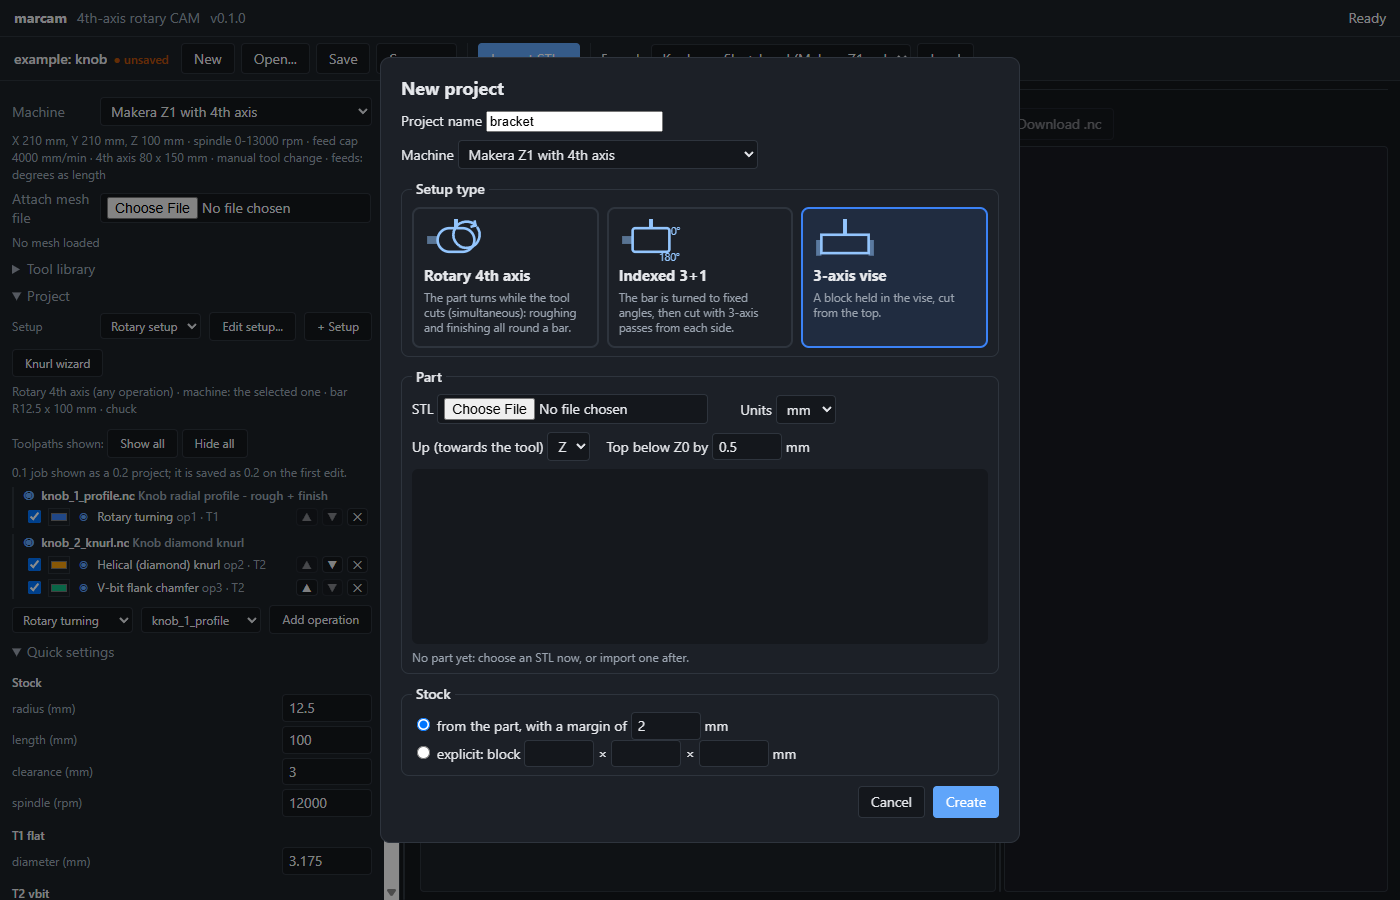 marcam 4th-axis rotary CAM v0.1.0 Ready
example: knob • unsaved New Open... Save
New project
Project name bracket
Machine Makera Z1 with 4th axis
Setup type
0°
180°
Rotary 4th axis
The part turns while the tool
cuts (simultaneous): roughing
and finishing all round a bar.
Indexed 3+1
The bar is turned to fixed
angles, then cut with 3-axis
passes from each side.
3-axis vise
A block held in the vise, cut
from the top.
Part
STL Choose File No file chosen Units mm
Up (towards the tool) Z Top below Z0 by 0.5 mm
No part yet: choose an STL now, or import one after.
Stock
from the part, with a margin of 2 mm
explicit: block × × mm
Cancel Create
Machine Makera Z1 with 4th axis
X 210 mm, Y 210 mm, Z 100 mm · spindle 0-13000 rpm · feed cap
4000 mm/min · 4th axis 80 x 150 mm · manual tool change · feeds:
degrees as length
Attach mesh
file
Choose File No file chosen
No mesh loaded
Tool library
Project
Setup Rotary setup Edit setup... + Setup
Knurl wizard
Rotary 4th axis (any operation) · machine: the selected one · bar
R12.5 x 100 mm · chuck
Toolpaths shown: Show all Hide all
0.1 job shown as a 0.2 project; it is saved as 0.2 on the first edit.
knob_1_profile.nc Knob radial profile - rough + finish
Rotary turning op1 · T1
knob_2_knurl.nc Knob diamond knurl
Helical (diamond) knurl op2 · T2
V-bit flank chamfer op3 · T2
Rotary turning knob_1_profile Add operation
Quick settings
Stock
radius (mm) 12.5
length (mm) 100
clearance (mm) 3
spindle (rpm) 12000
T1 flat
diameter (mm) 3.175
T2 vbit
Download .nc